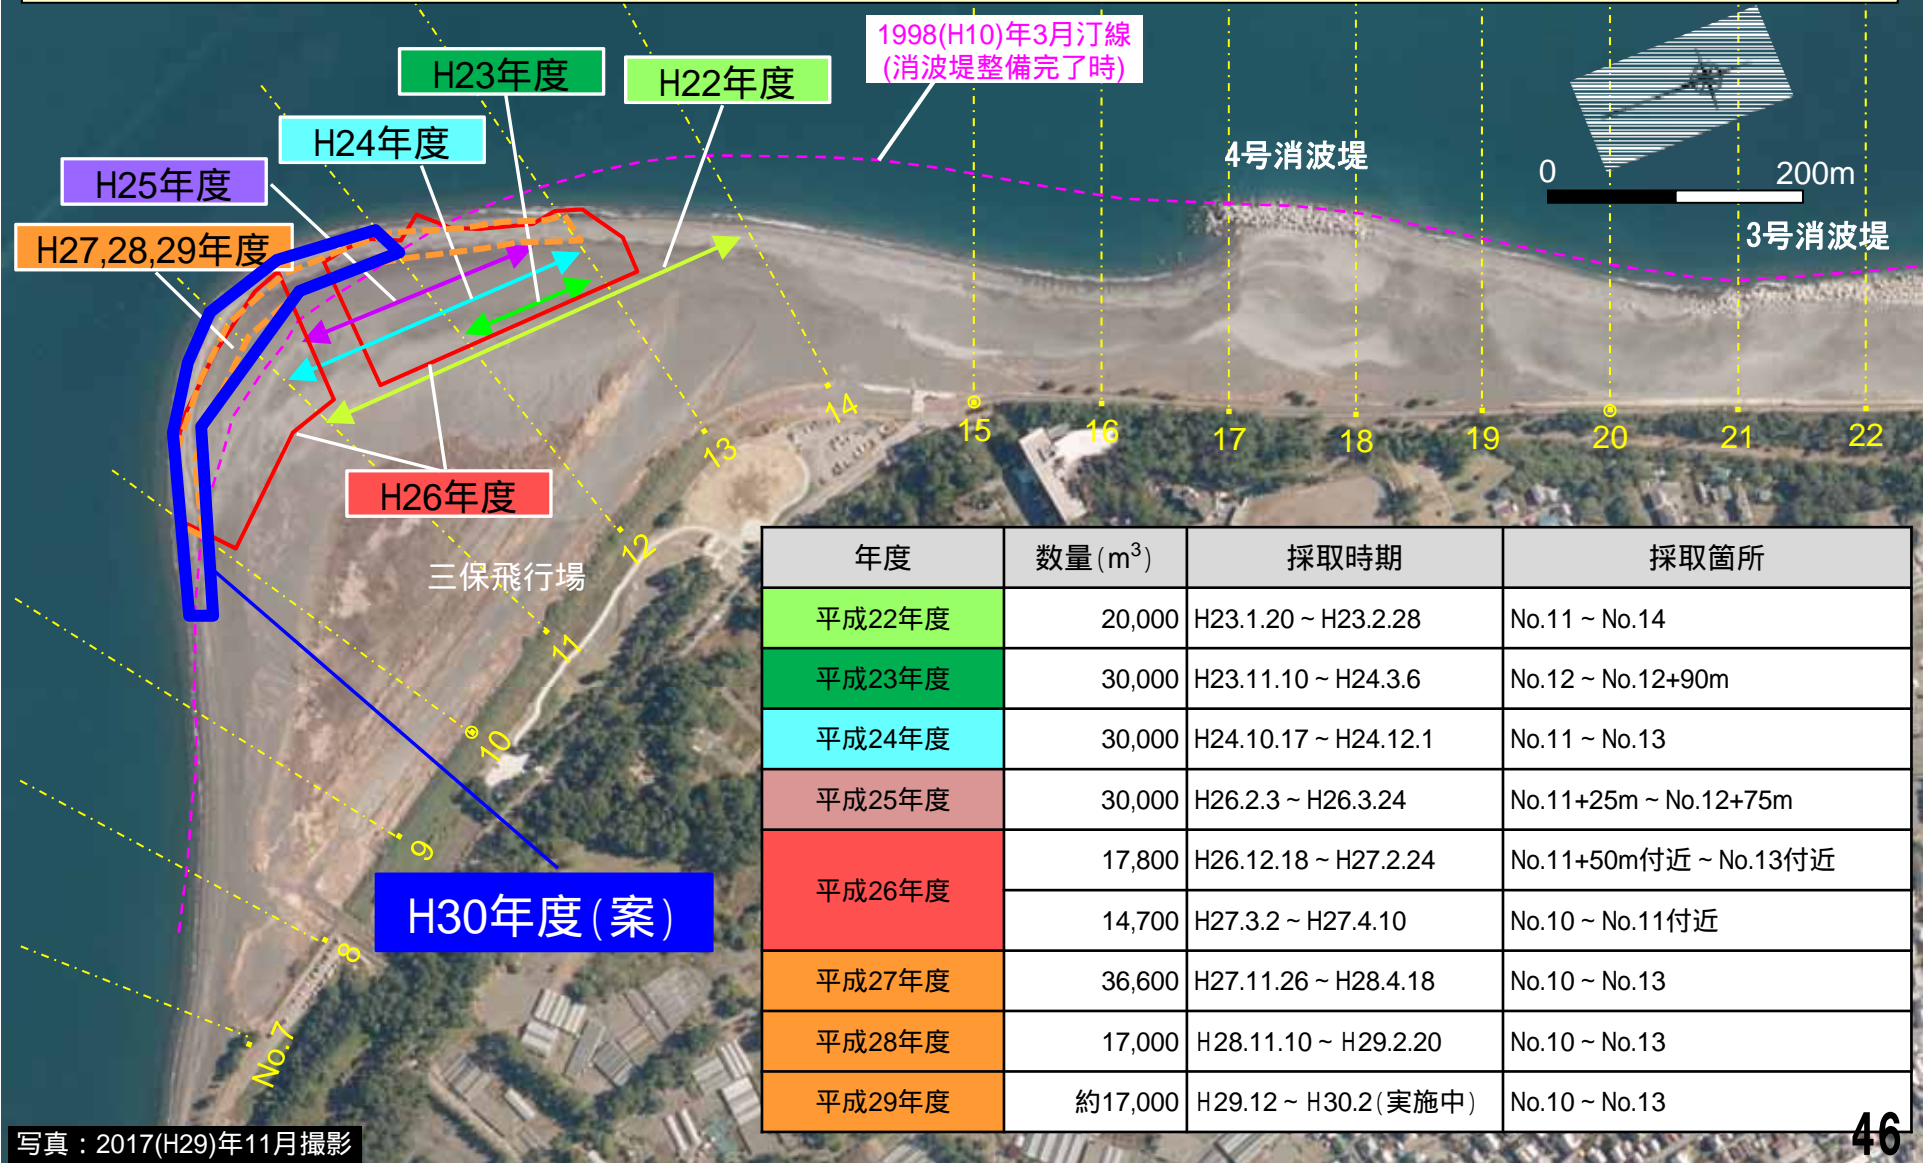 1998(H10)年3月汀線
(消波堤整備完了時)
H23年度
H22年度
H24年度
H25年度
H27,28,29年度
4号消波堤
0 200m
3号消波堤
14
15
16
17
18
19
20
21
22
13
H26年度
12
三保飛行場
11
10
9
H30年度(案)
8
No.7
年度 数量(m³) 採取時期 採取箇所
平成22年度 20,000 H23.1.20 ~ H23.2.28 No.11 ~ No.14
平成23年度 30,000 H23.11.10 ~ H24.3.6 No.12 ~ No.12+90m
平成24年度 30,000 H24.10.17 ~ H24.12.1 No.11 ~ No.13
平成25年度 30,000 H26.2.3 ~ H26.3.24 No.11+25m ~ No.12+75m
平成26年度 17,800 H26.12.18 ~ H27.2.24 No.11+50m付近 ~ No.13付近
14,700 H27.3.2 ~ H27.4.10 No.10 ~ No.11付近
平成27年度 36,600 H27.11.26 ~ H28.4.18 No.10 ~ No.13
平成28年度 17,000 H28.11.10 ~ H29.2.20 No.10 ~ No.13
平成29年度 約17,000 H29.12 ~ H30.2(実施中) No.10 ~ No.13
写真：2017(H29)年11月撮影
46